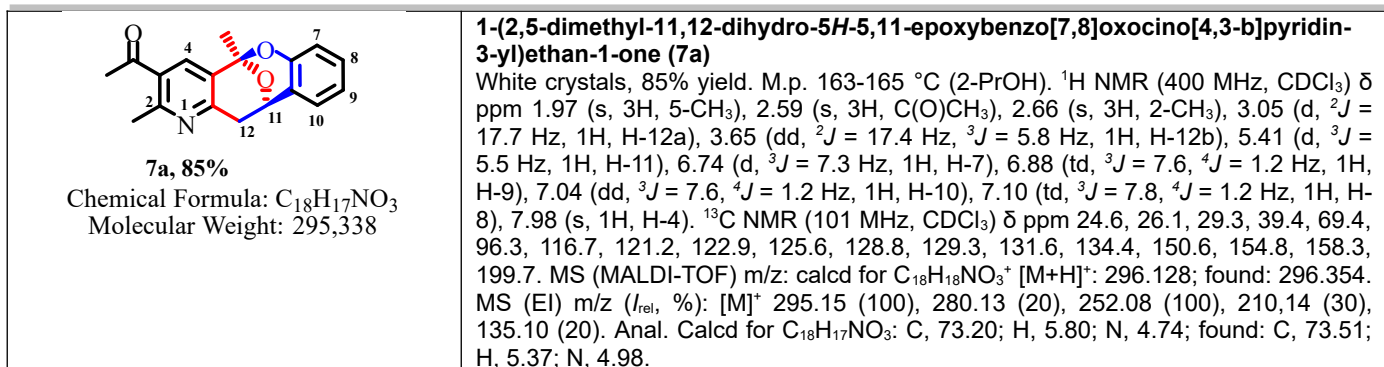 O
4
O
7
8
O
2
1
N
12
11
10
9
7a, 85%
Chemical Formula: C₁₈H₁₇NO₃
Molecular Weight: 295,338
1-(2,5-dimethyl-11,12-dihydro-5H-5,11-epoxybenzo[7,8]oxocino[4,3-b]pyridin-
3-yl)ethan-1-one (7a)
White crystals, 85% yield. M.p. 163-165 °C (2-PrOH). ¹H NMR (400 MHz, CDCl₃) δ
ppm 1.97 (s, 3H, 5-CH₃), 2.59 (s, 3H, C(O)CH₃), 2.66 (s, 3H, 2-CH₃), 3.05 (d, ²J =
17.7 Hz, 1H, H-12a), 3.65 (dd, ²J = 17.4 Hz, ³J = 5.8 Hz, 1H, H-12b), 5.41 (d, ³J =
5.5 Hz, 1H, H-11), 6.74 (d, ³J = 7.3 Hz, 1H, H-7), 6.88 (td, ³J = 7.6, ⁴J = 1.2 Hz, 1H,
H-9), 7.04 (dd, ³J = 7.6, ⁴J = 1.2 Hz, 1H, H-10), 7.10 (td, ³J = 7.8, ⁴J = 1.2 Hz, 1H, H-
8), 7.98 (s, 1H, H-4). ¹³C NMR (101 MHz, CDCl₃) δ ppm 24.6, 26.1, 29.3, 39.4, 69.4,
96.3, 116.7, 121.2, 122.9, 125.6, 128.8, 129.3, 131.6, 134.4, 150.6, 154.8, 158.3,
199.7. MS (MALDI-TOF) m/z: calcd for C₁₈H₁₈NO₃⁺ [M+H]⁺: 296.128; found: 296.354.
MS (EI) m/z (Iᵣₑₗ, %): [M]⁺ 295.15 (100), 280.13 (20), 252.08 (100), 210,14 (30),
135.10 (20). Anal. Calcd for C₁₈H₁₇NO₃: C, 73.20; H, 5.80; N, 4.74; found: C, 73.51;
H, 5.37; N, 4.98.